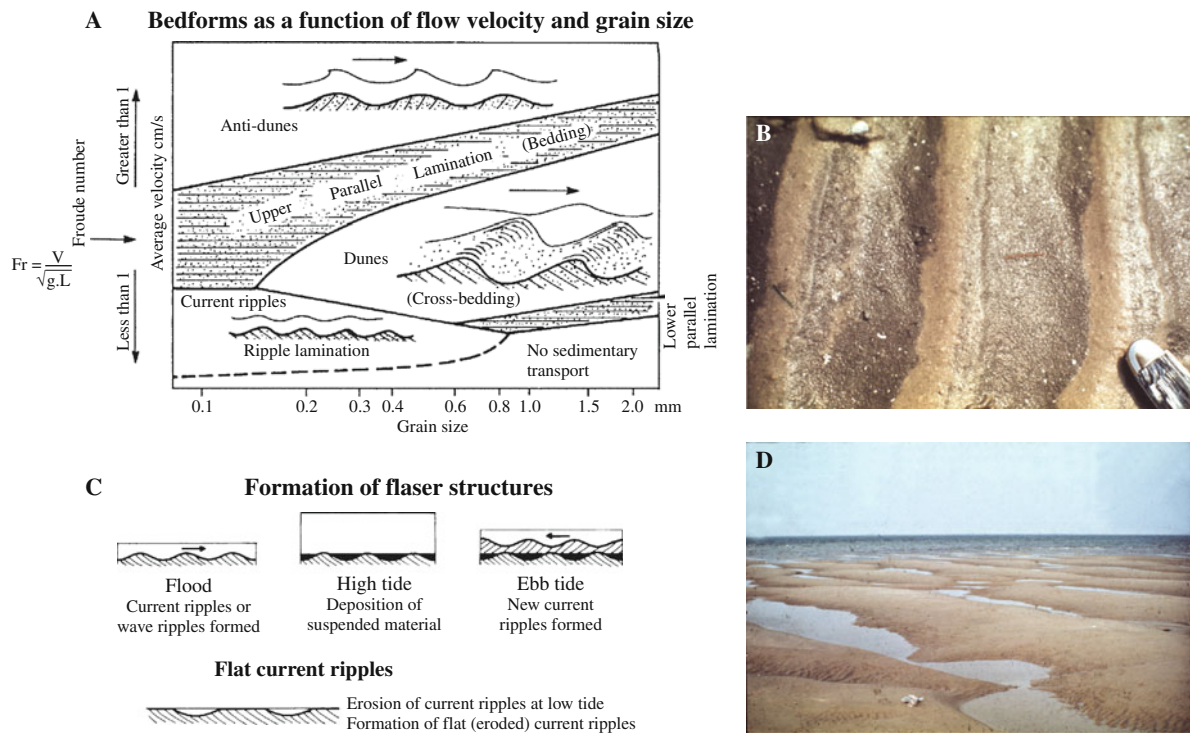 A Bedforms as a function of flow velocity and grain size
Froude number
Greater than 1
Less than 1
Fr = V / √g.L
Average velocity cm/s
Anti-dunes
Upper Parallel Lamination (Bedding)
Dunes
(Cross-bedding)
Current ripples
Ripple lamination
No sedimentary
transport
Lower
parallel
lamination
0.1 0.2 0.3 0.4 0.6 0.8 1.0 1.5 2.0 mm
Grain size
B
C Formation of flaser structures
Flood
Current ripples or
wave ripples formed
High tide
Deposition of
suspended material
Ebb tide
New current
ripples formed
Flat current ripples
Erosion of current ripples at low tide
Formation of flat (eroded) current ripples
D